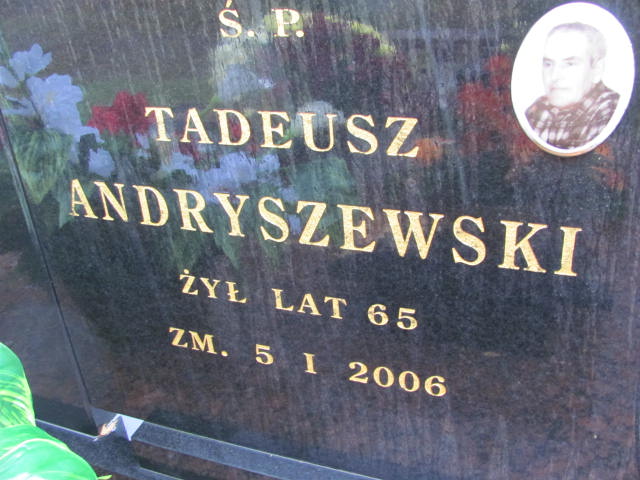 Ś. P.
TADEUSZ
ANDRYSZEWSKI
ŻYŁ LAT 65
ZM. 5 I 2006